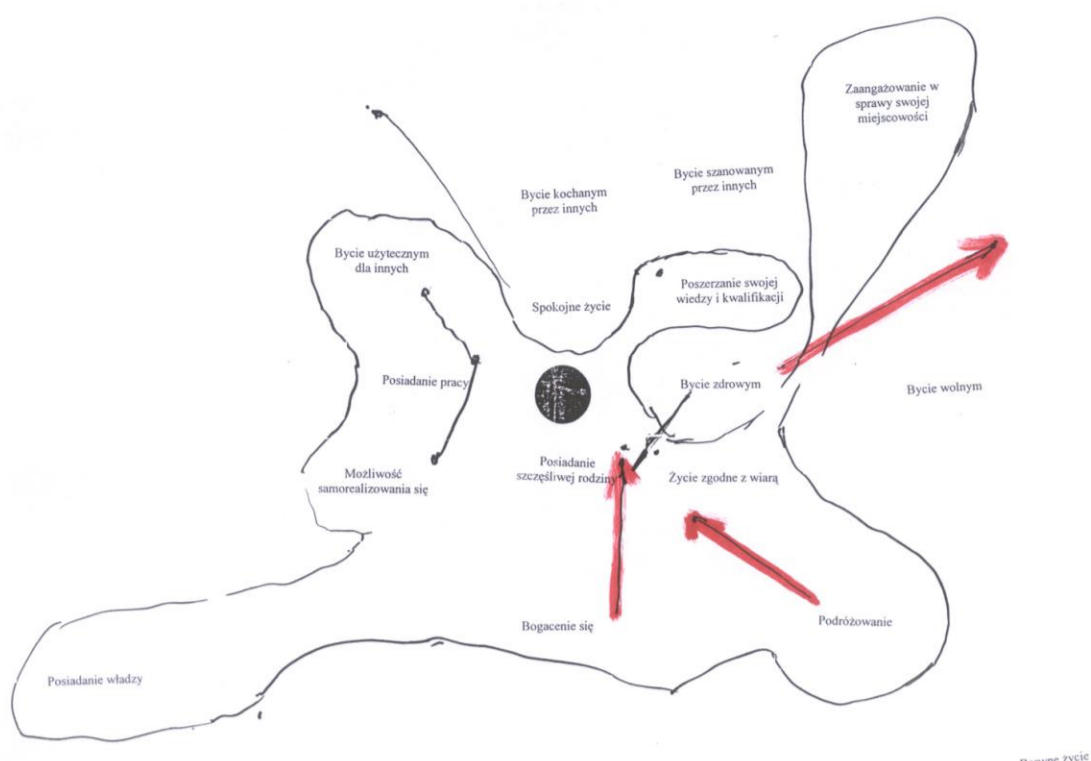 Zaangażowanie w
sprawy swojej
miejscowości
Bycie szanowanym
przez innych
Bycie kochanym
przez innych
Bycie użytecznym
dla innych
Poszerzanie swojej
wiedzy i kwalifikacji
Spokojne życie
Posiadanie pracy
Bycie zdrowym
Bycie wolnym
Możliwość
samorealizowania się
Posiadanie
szczęśliwej rodziny
Życie zgodne z wiarą
Bogacenie się
Podróżowanie
Posiadanie władzy
życie